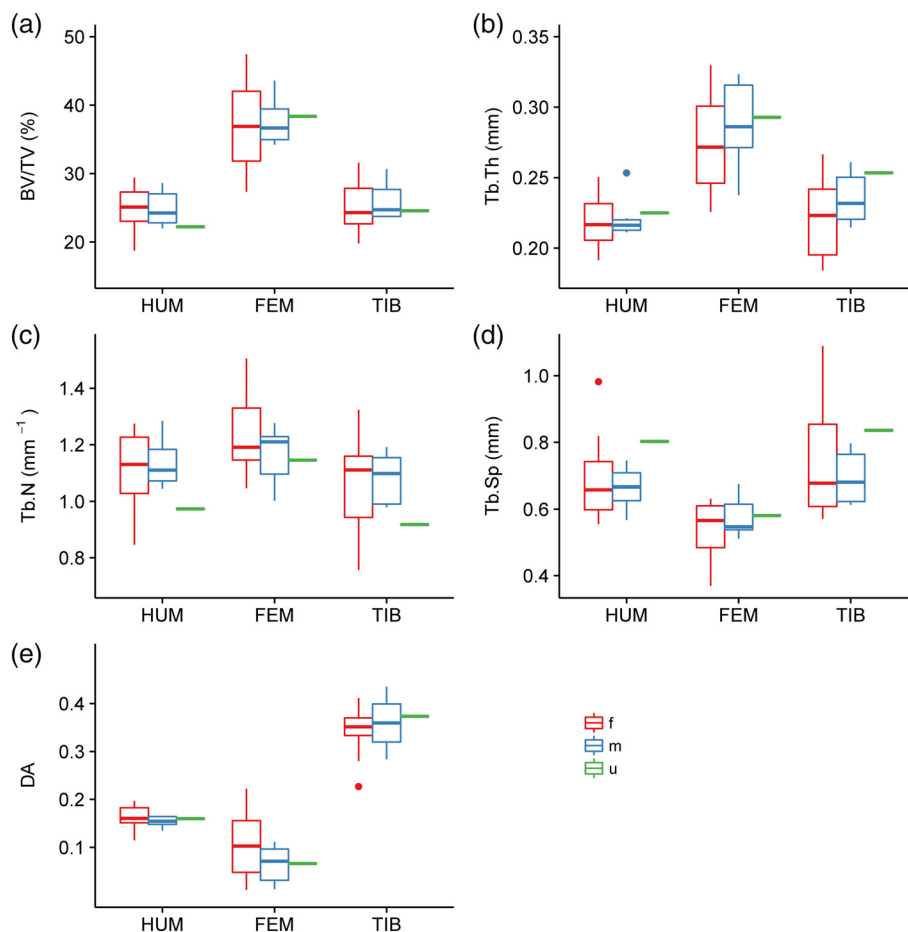 (a)
50
40
30
20
BV/TV (%)
HUM FEM TIB
(b)
0.35
0.30
0.25
0.20
Tb.Th (mm)
HUM FEM TIB
(c)
1.4
1.2
1.0
0.8
Tb.N (mm⁻¹)
HUM FEM TIB
(d)
1.0
0.8
0.6
0.4
Tb.Sp (mm)
HUM FEM TIB
(e)
0.4
0.3
0.2
0.1
DA
HUM FEM TIB
f
m
u